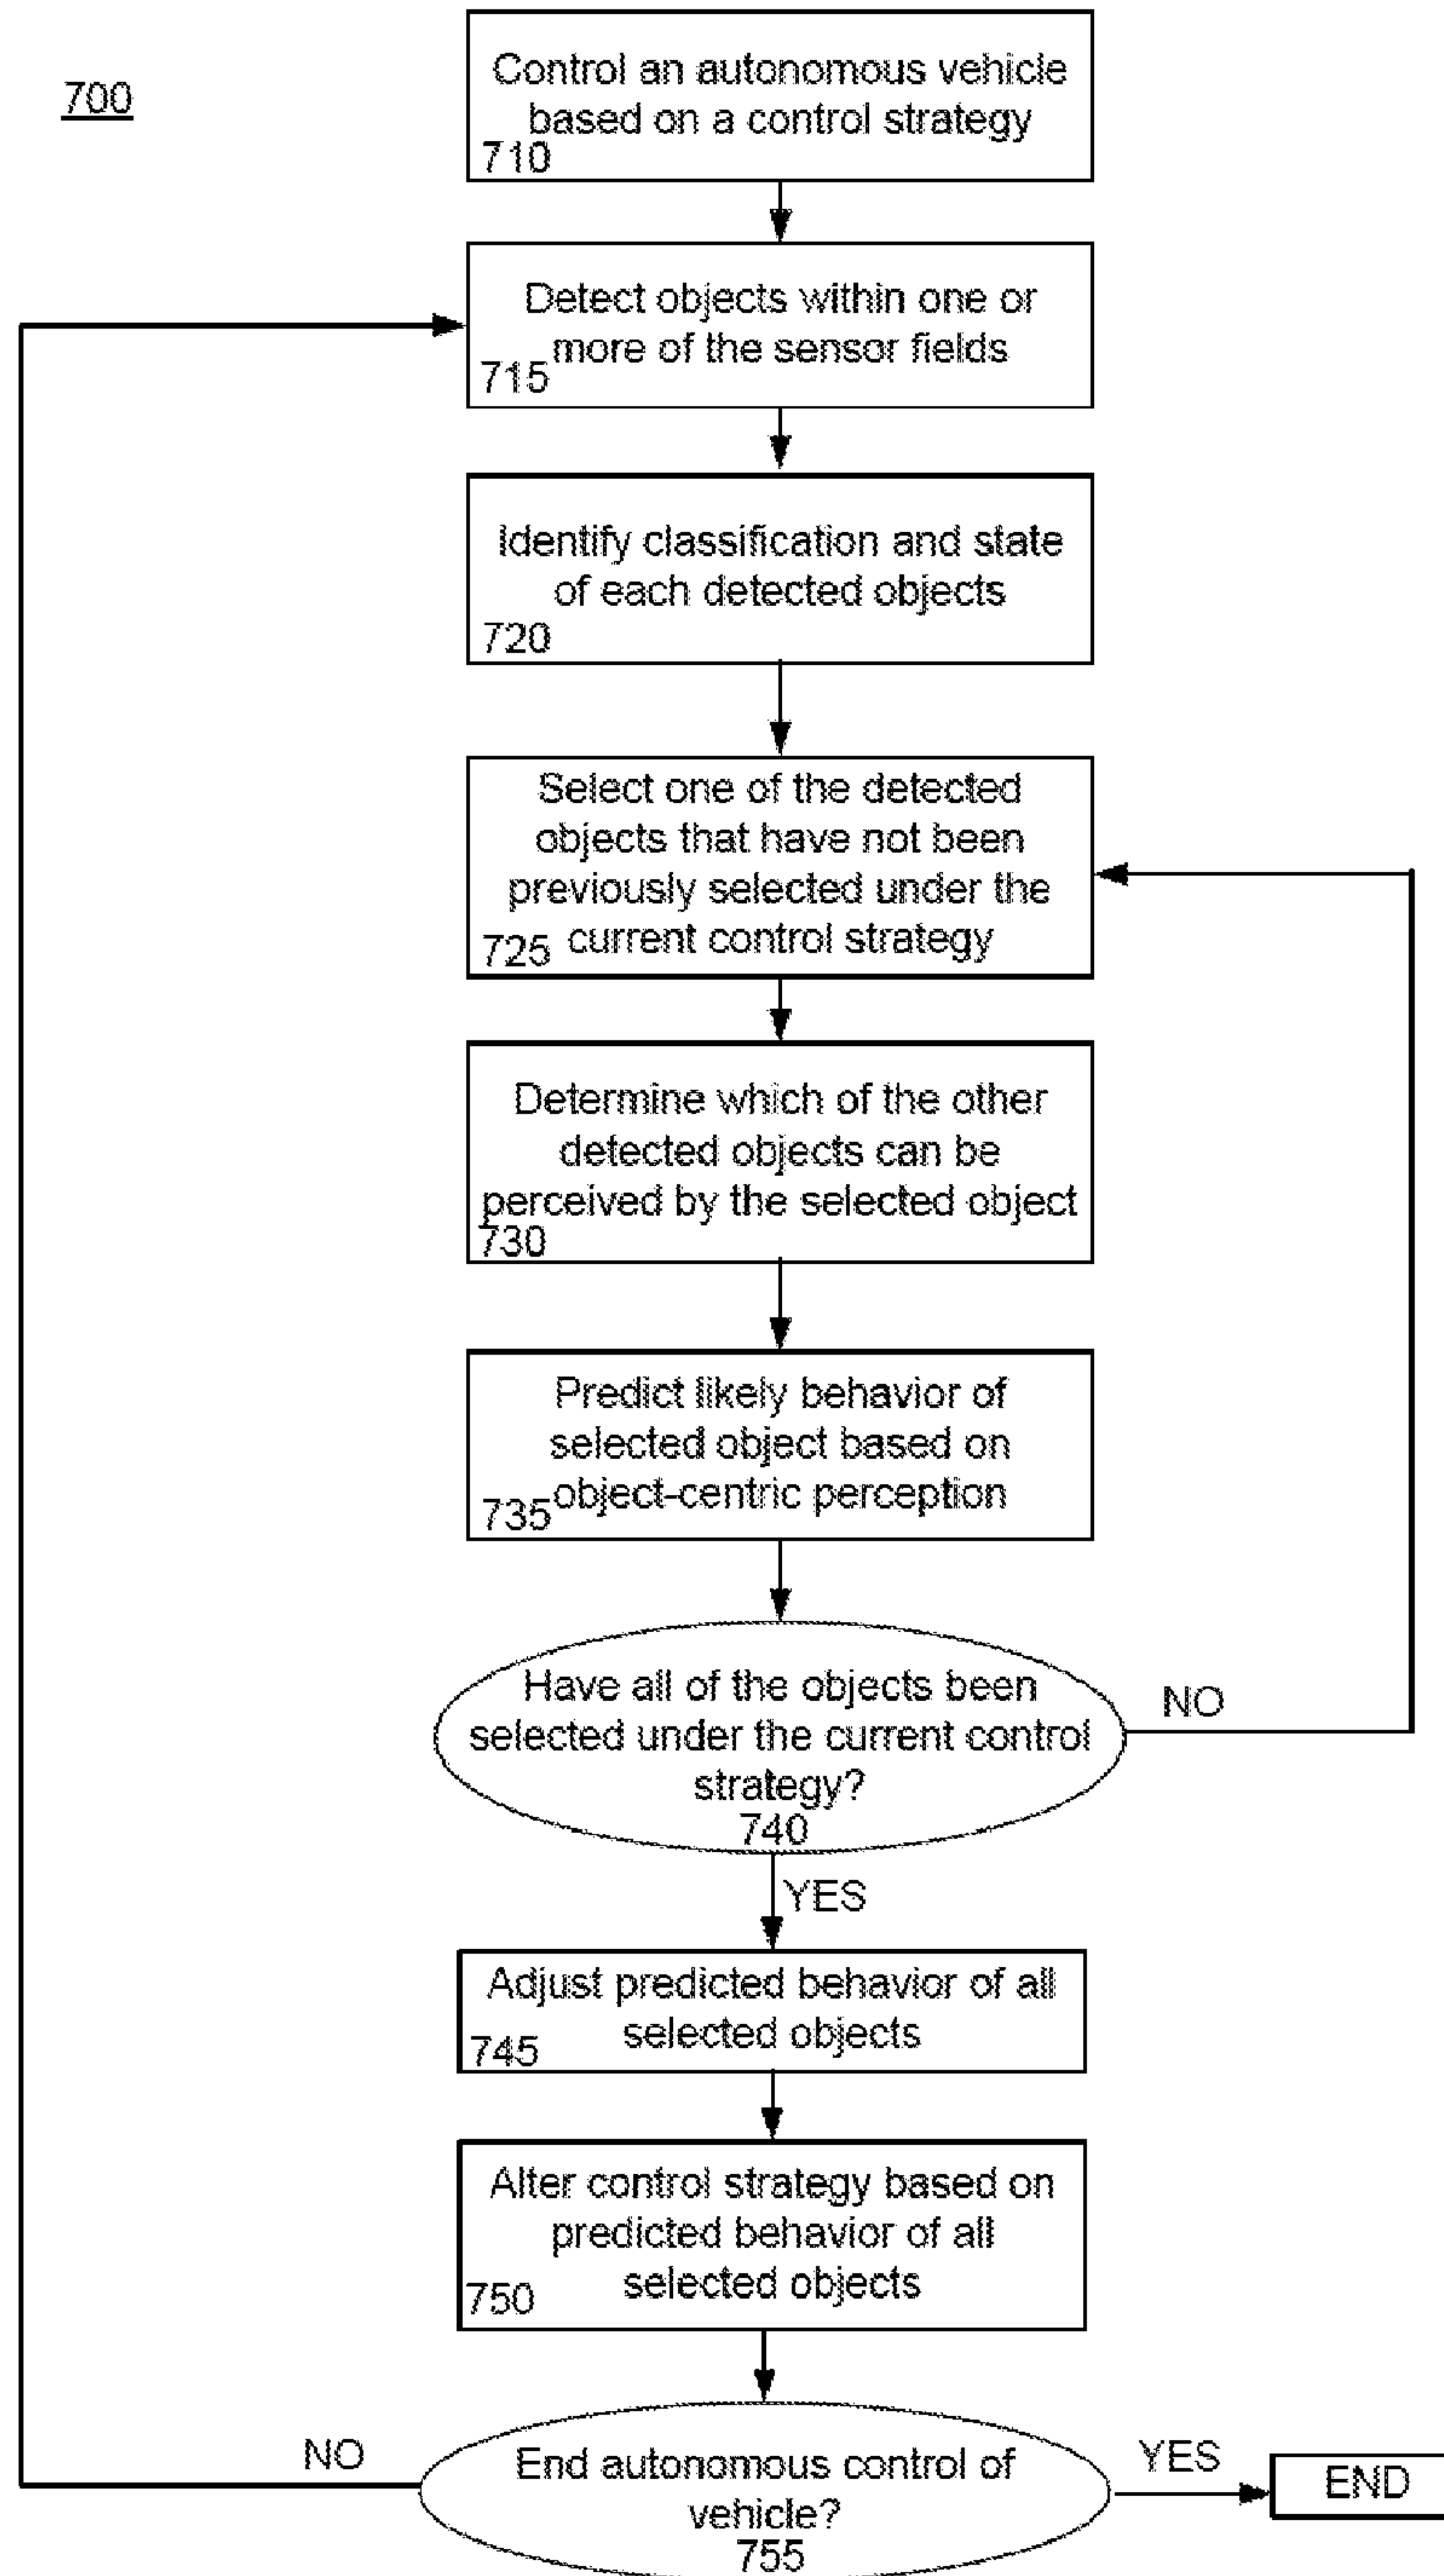 700
Control an autonomous vehicle
based on a control strategy
710
Detect objects within one or
more of the sensor fields
715
Identify classification and state
of each detected objects
720
Select one of the detected
objects that have not been
previously selected under the
current control strategy
725
Determine which of the other
detected objects can be
perceived by the selected object
730
Predict likely behavior of
selected object based on
object-centric perception
735
Have all of the objects been
selected under the current control
strategy?
740
NO
YES
Adjust predicted behavior of all
selected objects
745
Alter control strategy based on
predicted behavior of all
selected objects
750
NO
End autonomous control of
vehicle?
755
YES
END